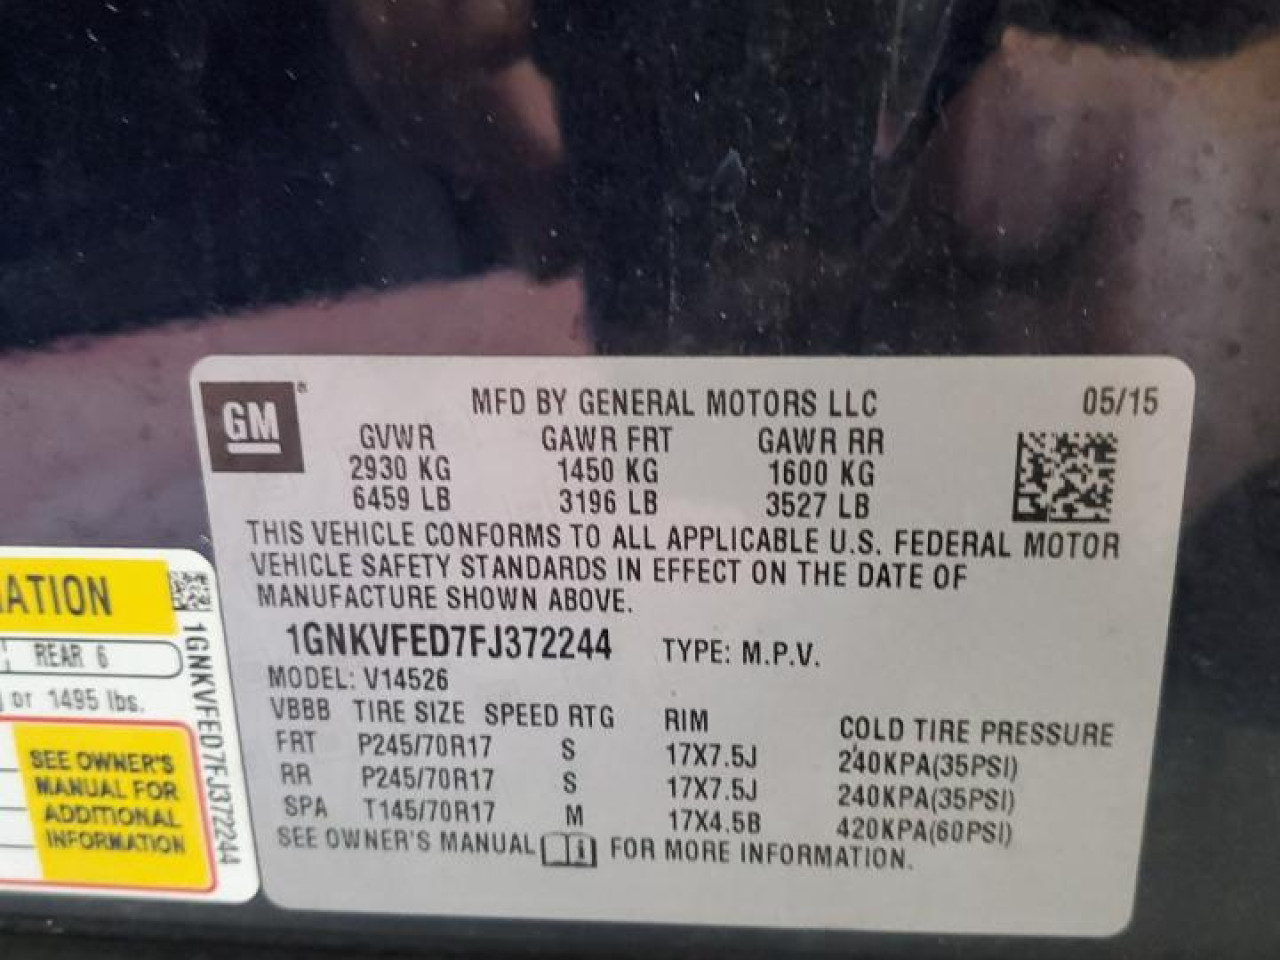 GM®
MFD BY GENERAL MOTORS LLC 05/15
GVWR GAWR FRT GAWR RR
2930 KG 1450 KG 1600 KG
6459 LB 3196 LB 3527 LB
THIS VEHICLE CONFORMS TO ALL APPLICABLE U.S. FEDERAL MOTOR
VEHICLE SAFETY STANDARDS IN EFFECT ON THE DATE OF
MANUFACTURE SHOWN ABOVE.
1GNKVFED7FJ372244 TYPE: M.P.V.
MODEL: V14526
VBBB TIRE SIZE SPEED RTG RIM COLD TIRE PRESSURE
FRT P245/70R17 S 17X7.5J 240KPA(35PSI)
RR P245/70R17 S 17X7.5J 240KPA(35PSI)
SPA T145/70R17 M 17X4.5B 420KPA(60PSI)
SEE OWNER'S MANUAL i FOR MORE INFORMATION.
REAR 6
or 1495 lbs.
SEE OWNER'S
MANUAL FOR
ADDITIONAL
INFORMATION
1GNKVFED7FJ372244